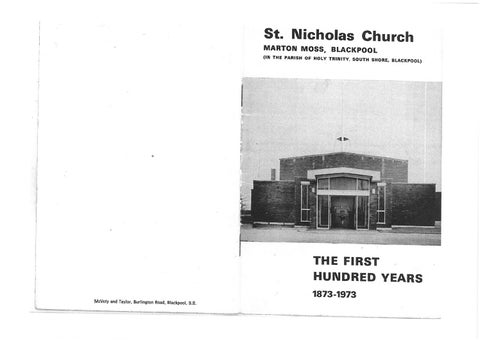 St. Nicholas Church
MARTON MOSS, BLACKPOOL
(IN THE PARISH OF HOLY TRINITY, SOUTH SHORE, BLACKPOOL)
THE FIRST
HUNDRED YEARS
1873-1973
McVoty and Taylor, Burlington Road, Blackpool, S.S.